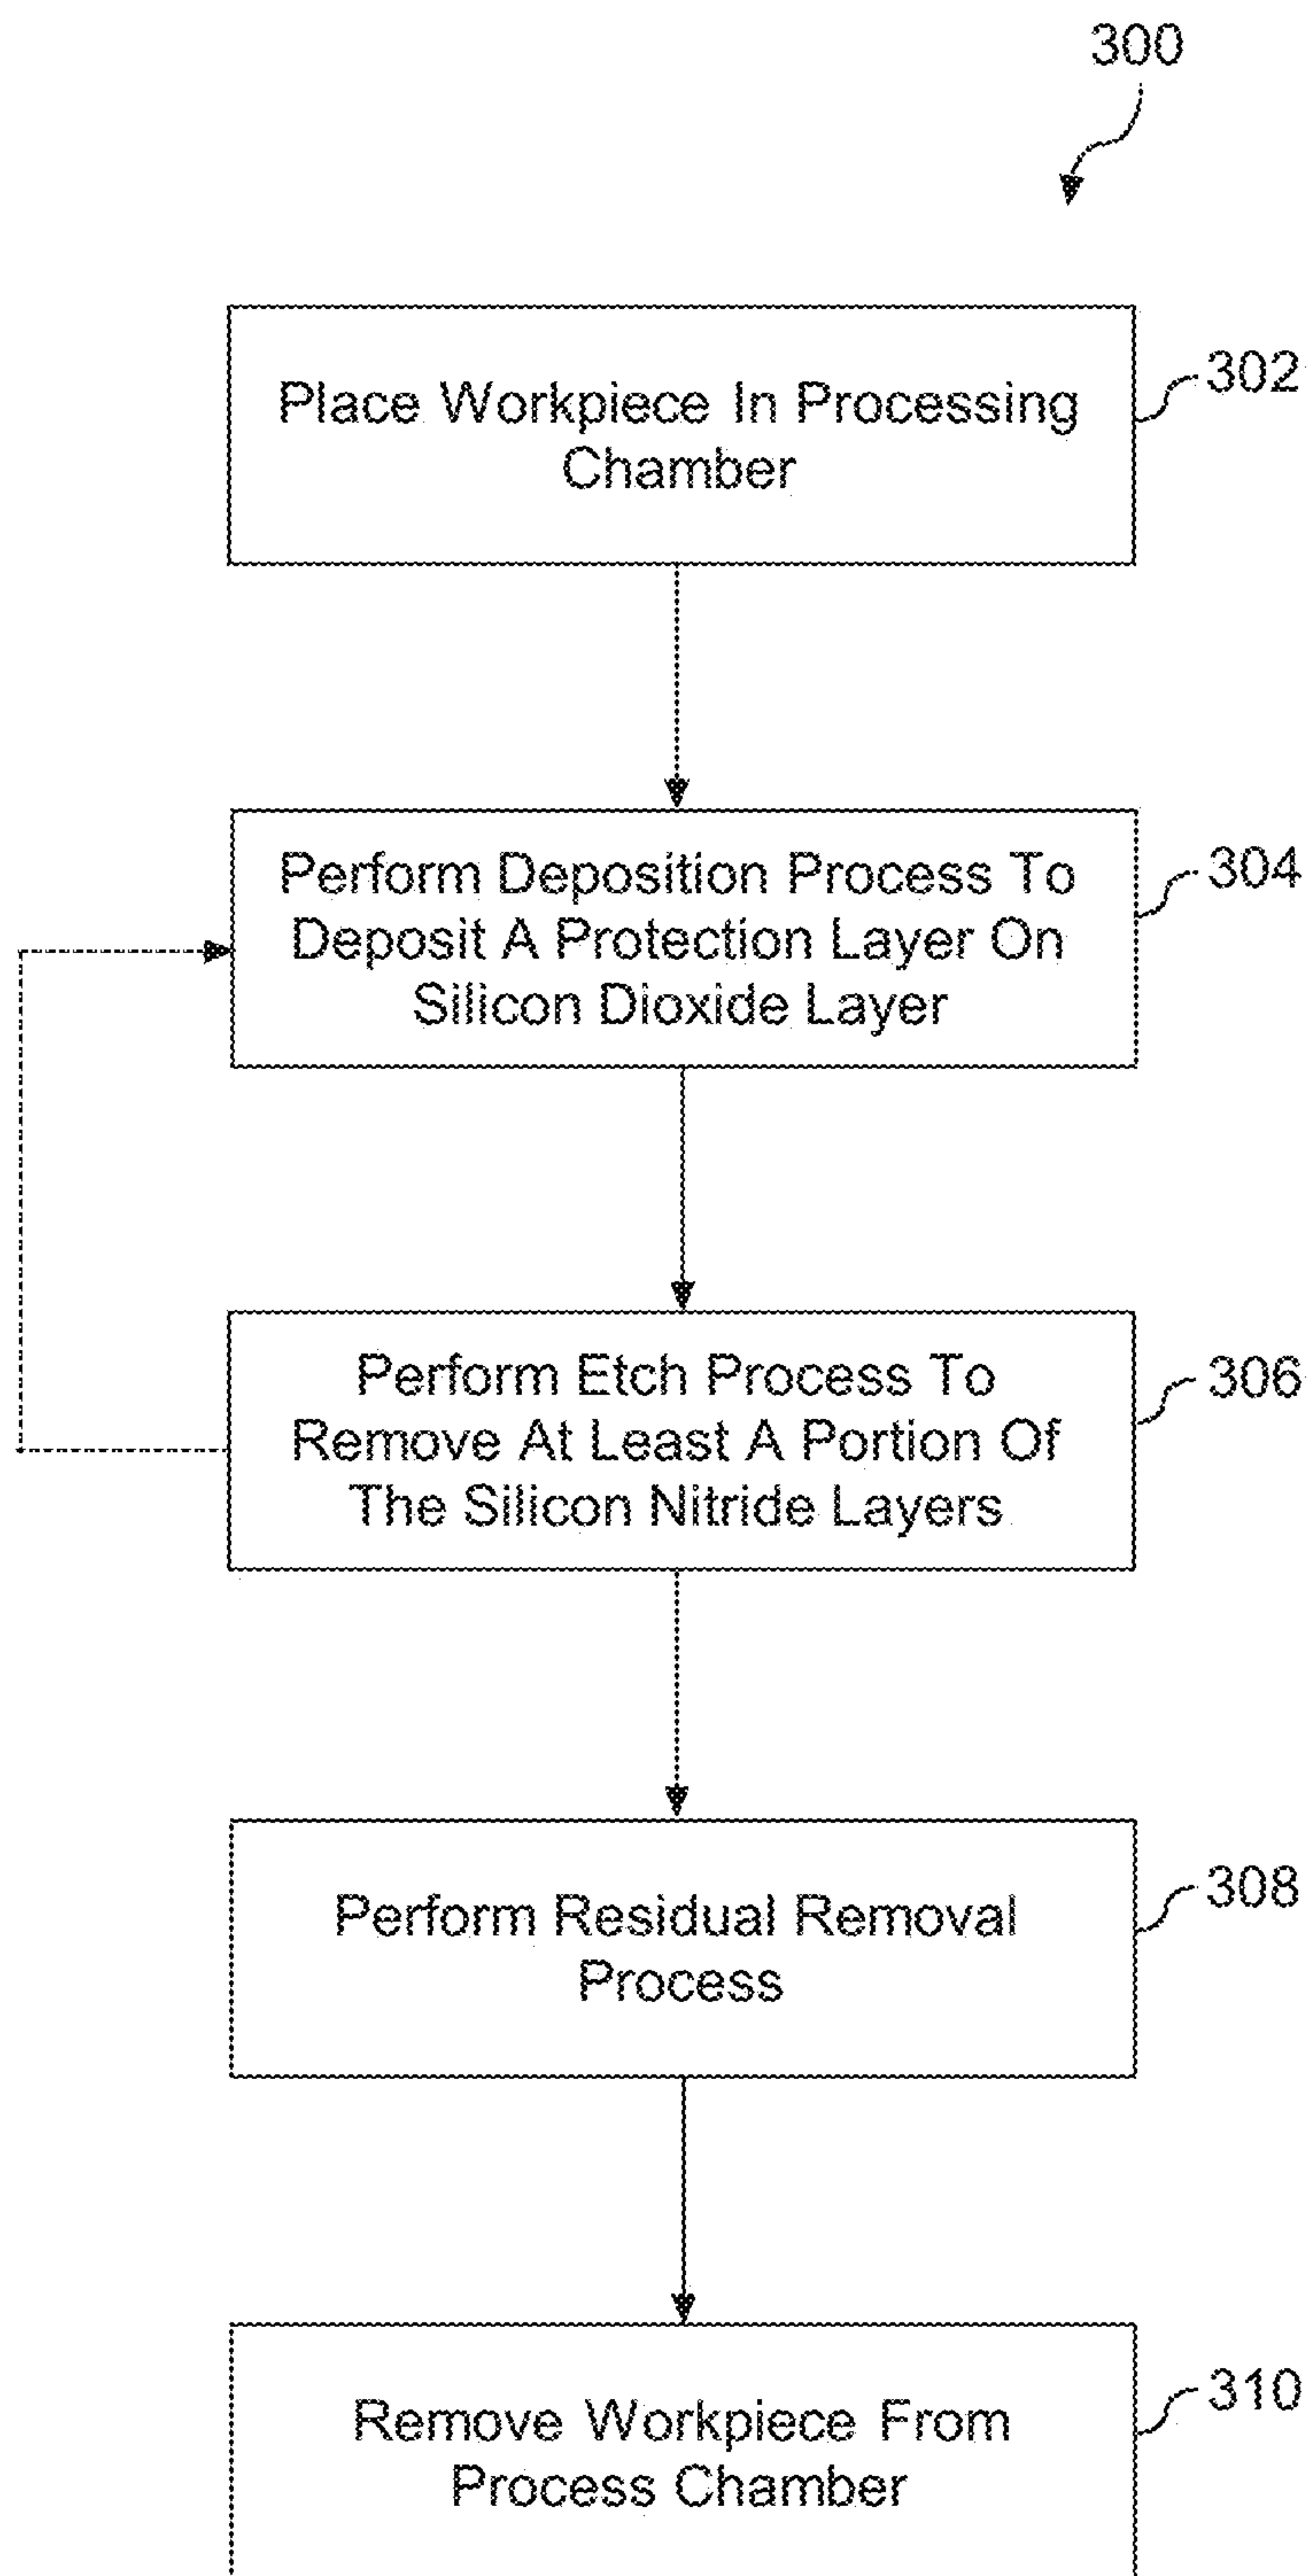 300
Place Workpiece In Processing
Chamber
302
Perform Deposition Process To
Deposit A Protection Layer On
Silicon Dioxide Layer
304
Perform Etch Process To
Remove At Least A Portion Of
The Silicon Nitride Layers
306
Perform Residual Removal
Process
308
Remove Workpiece From
Process Chamber
310